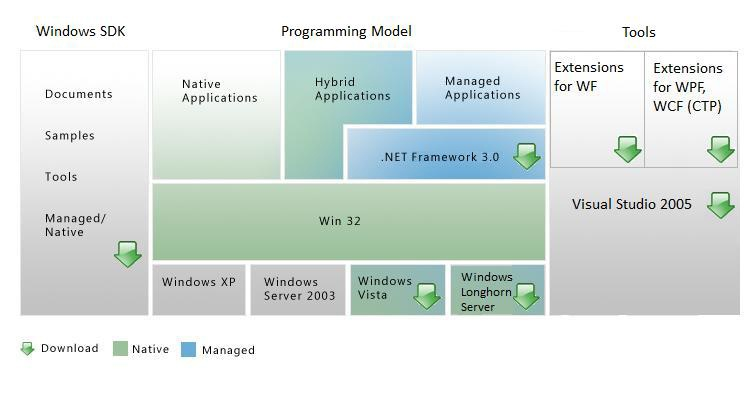 Windows SDK
Programming Model
Tools
Documents
Samples
Tools
Managed/
Native
Native
Applications
Hybrid
Applications
Managed
Applications
.NET Framework 3.0
Win 32
Windows XP
Windows
Server 2003
Windows
Vista
Windows
Longhorn
Server
Extensions
for WF
Extensions
for WPF,
WCF (CTP)
Visual Studio 2005
Download
Native
Managed